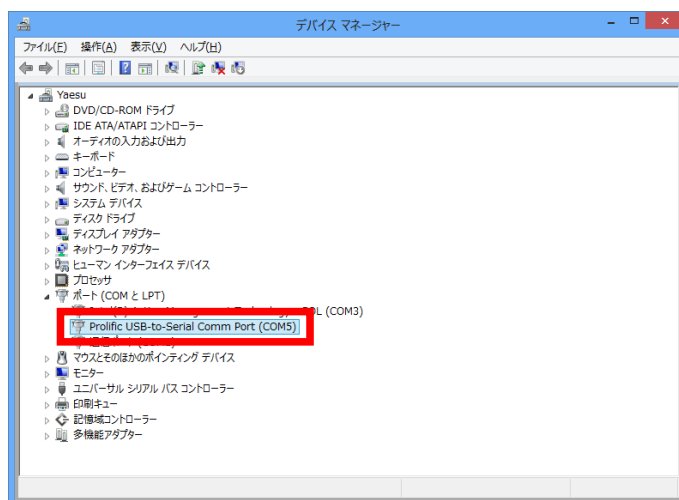 デバイス マネージャー
ファイル(F) 操作(A) 表示(V) ヘルプ(H)
Yaesu
DVD/CD-ROM ドライブ
IDE ATA/ATAPI コントローラー
オーディオの入力および出力
キーボード
コンピューター
サウンド、ビデオ、およびゲーム コントローラー
システム デバイス
ディスク ドライブ
ディスプレイ アダプター
ネットワーク アダプター
ヒューマン インターフェイス デバイス
プロセッサ
ポート (COM と LPT)
(COM3)
Prolific USB-to-Serial Comm Port (COM5)
マウスとそのほかのポインティング デバイス
モニター
ユニバーサル シリアル バス コントローラー
印刷キュー
記憶域コントローラー
多機能アダプター